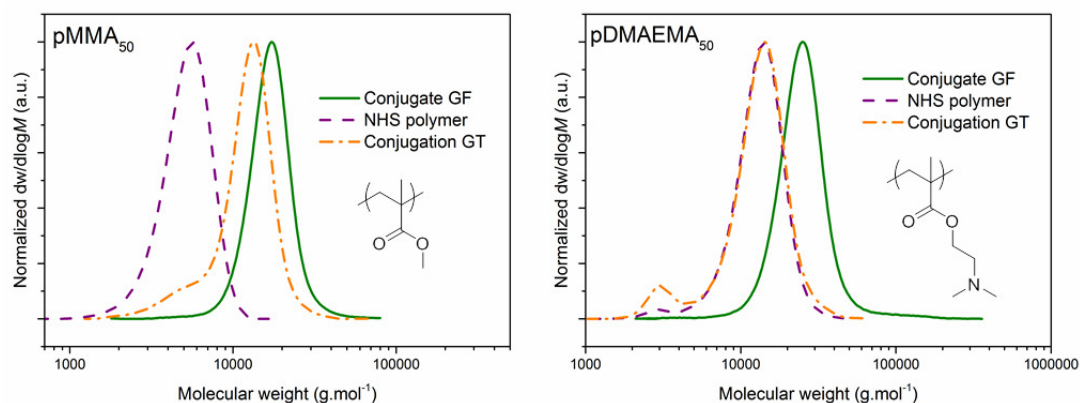 pMMA₅₀
Normalized dw/dlogM (a.u.)
Conjugate GF
NHS polymer
Conjugation GT
O
O
1000
10000
100000
Molecular weight (g.mol⁻¹)
pDMAEMA₅₀
Normalized dw/dlogM (a.u.)
Conjugate GF
NHS polymer
Conjugation GT
O
O
N
1000
10000
100000
1000000
Molecular weight (g.mol⁻¹)